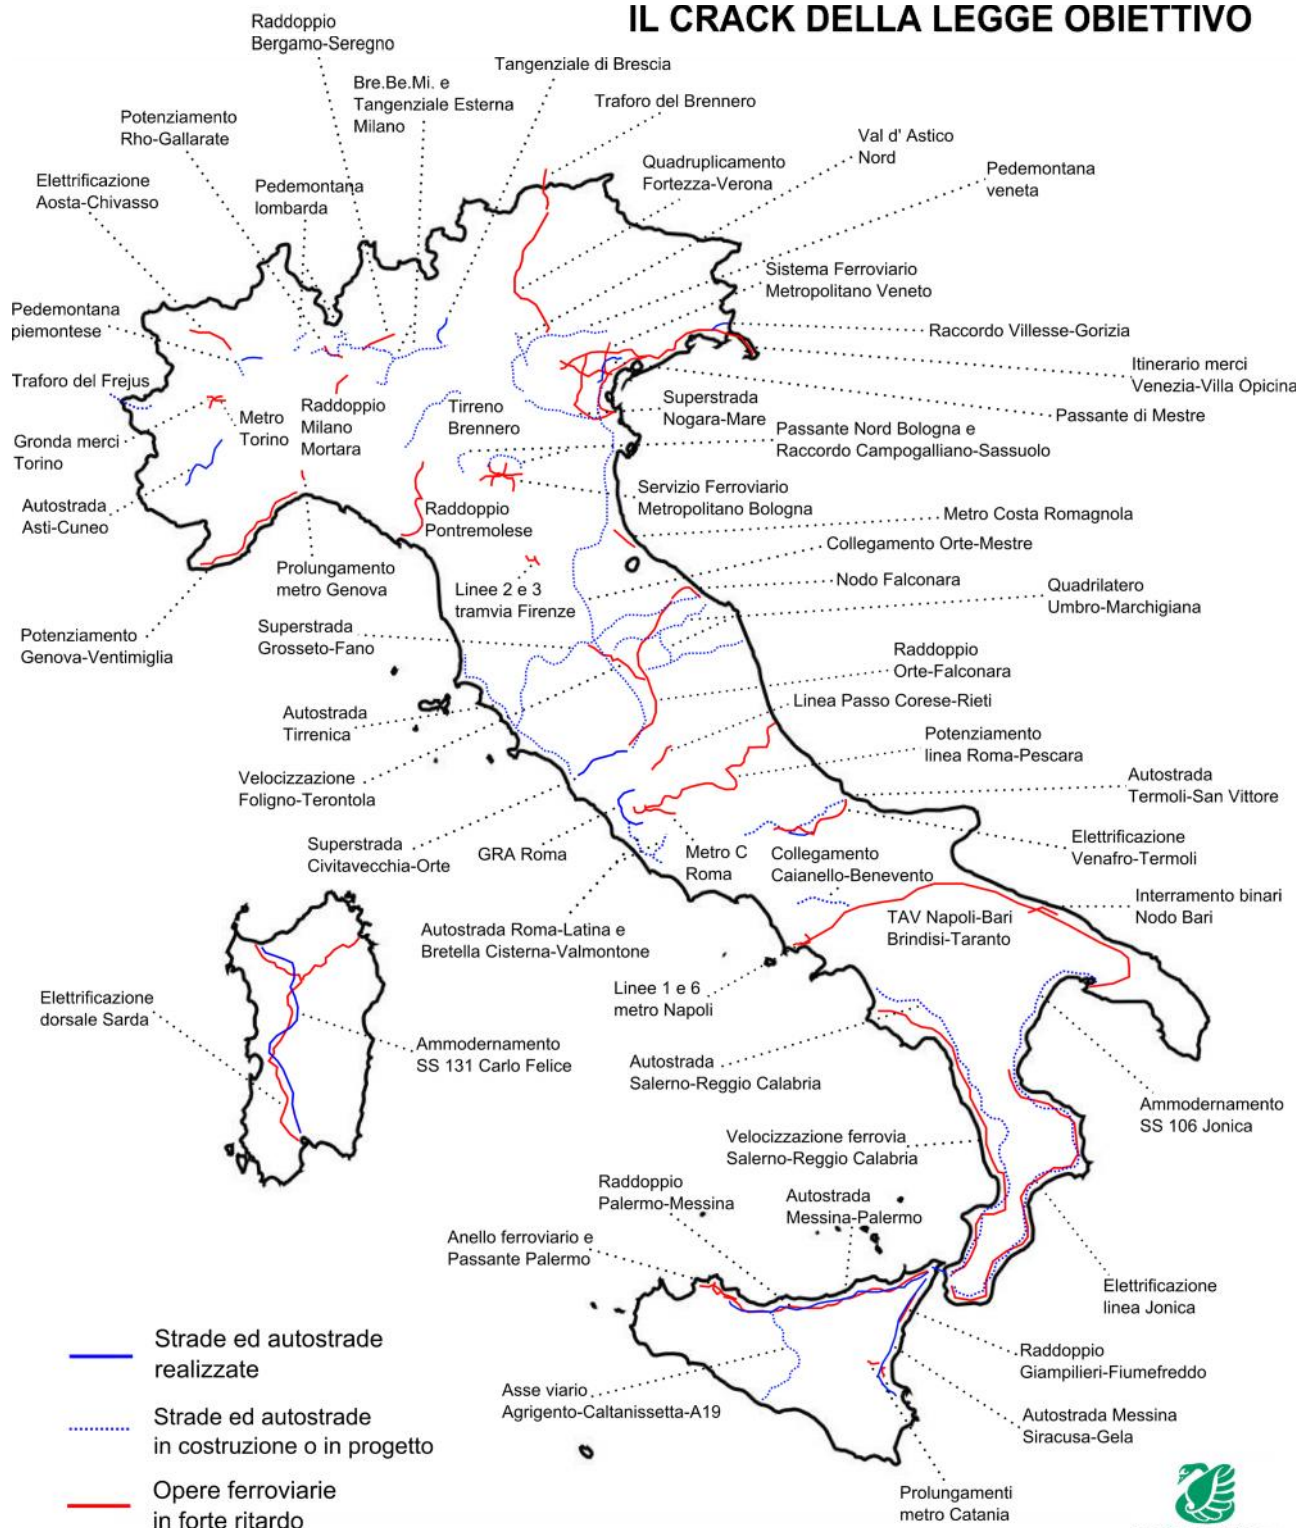 IL CRACK DELLA LEGGE OBIETTIVO
Raddoppio
Bergamo-Seregno
Tangenziale di Brescia
Bre.Be.Mi. e
Tangenziale Esterna
Milano
Traforo del Brennero
Potenziamento
Rho-Gallarate
Val d' Astico
Nord
Quadruplicamento
Fortezza-Verona
Pedemontana
veneta
Elettrificazione
Aosta-Chivasso
Pedemontana
lombarda
Sistema Ferroviario
Metropolitano Veneto
Pedemontana
piemontese
Raccordo Villesse-Gorizia
Itinerario merci
Venezia-Villa Opicina
Traforo del Frejus
Metro
Torino
Raddoppio
Milano
Mortara
Tirreno
Brennero
Superstrada
Nogara-Mare
Passante di Mestre
Passante Nord Bologna e
Raccordo Campogalliano-Sassuolo
Gronda merci
Torino
Servizio Ferroviario
Metropolitano Bologna
Autostrada
Asti-Cuneo
Raddoppio
Pontremolese
Metro Costa Romagnola
Collegamento Orte-Mestre
Prolungamento
metro Genova
Linee 2 e 3
tramvia Firenze
Nodo Falconara
Quadrilatero
Umbro-Marchigiana
Potenziamento
Genova-Ventimiglia
Superstrada
Grosseto-Fano
Raddoppio
Orte-Falconara
Linea Passo Corese-Rieti
Autostrada
Tirrenica
Potenziamento
linea Roma-Pescara
Velocizzazione
Foligno-Terontola
Autostrada
Termoli-San Vittore
Superstrada
Civitavecchia-Orte
GRA Roma
Metro C
Roma
Collegamento
Caianello-Benevento
Elettrificazione
Venafro-Termoli
Interramento binari
Nodo Bari
TAV Napoli-Bari
Brindisi-Taranto
Autostrada Roma-Latina e
Bretella Cisterna-Valmontone
Linee 1 e 6
metro Napoli
Elettrificazione
dorsale Sarda
Ammodernamento
SS 131 Carlo Felice
Autostrada
Salerno-Reggio Calabria
Ammodernamento
SS 106 Jonica
Velocizzazione ferrovia
Salerno-Reggio Calabria
Raddoppio
Palermo-Messina
Autostrada
Messina-Palermo
Anello ferroviario e
Passante Palermo
Elettrificazione
linea Jonica
Strade ed autostrade
realizzate
Raddoppio
Giampilieri-Fiumefreddo
Asse viario
Agrigento-Caltanissetta-A19
Autostrada Messina
Siracusa-Gela
Strade ed autostrade
in costruzione o in progetto
Prolungamenti
metro Catania
Opere ferroviarie
in forte ritardo